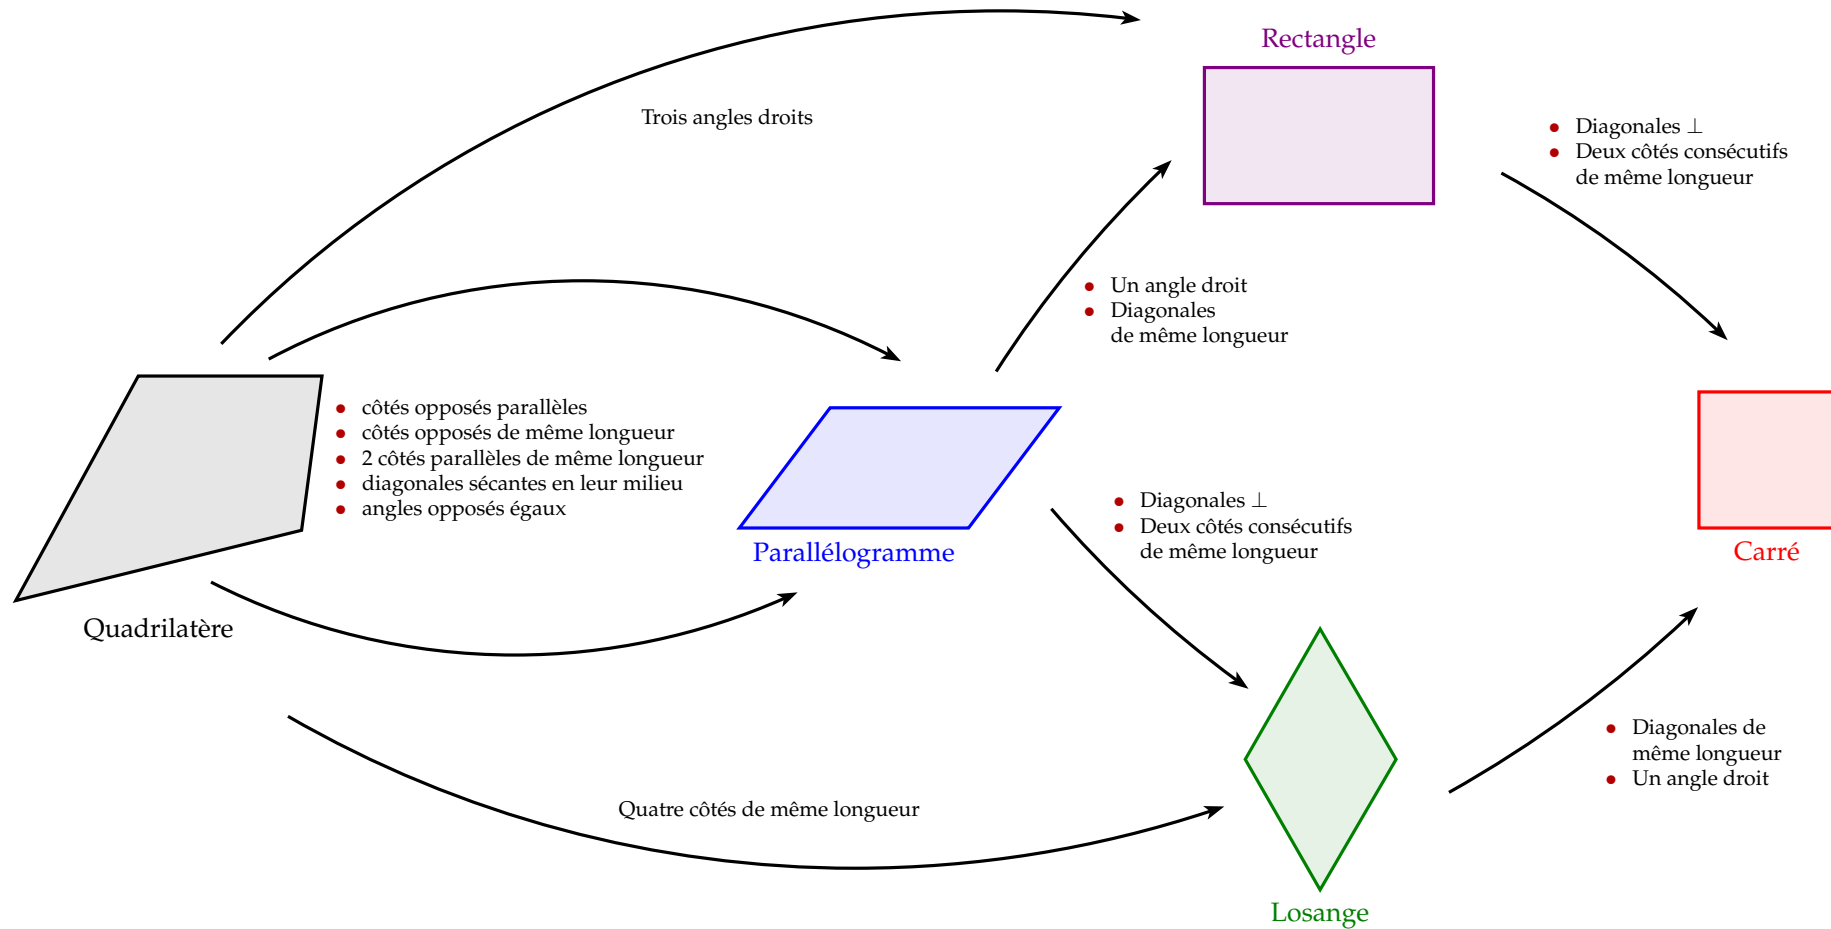 Rectangle
Trois angles droits
• Diagonales ⊥
• Deux côtés consécutifs
de même longueur
• Un angle droit
• Diagonales
de même longueur
• côtés opposés parallèles
• côtés opposés de même longueur
• 2 côtés parallèles de même longueur
• diagonales sécantes en leur milieu
• angles opposés égaux
• Diagonales ⊥
• Deux côtés consécutifs
de même longueur
Parallélogramme
Carré
Quadrilatère
• Diagonales de
même longueur
• Un angle droit
Quatre côtés de même longueur
Losange